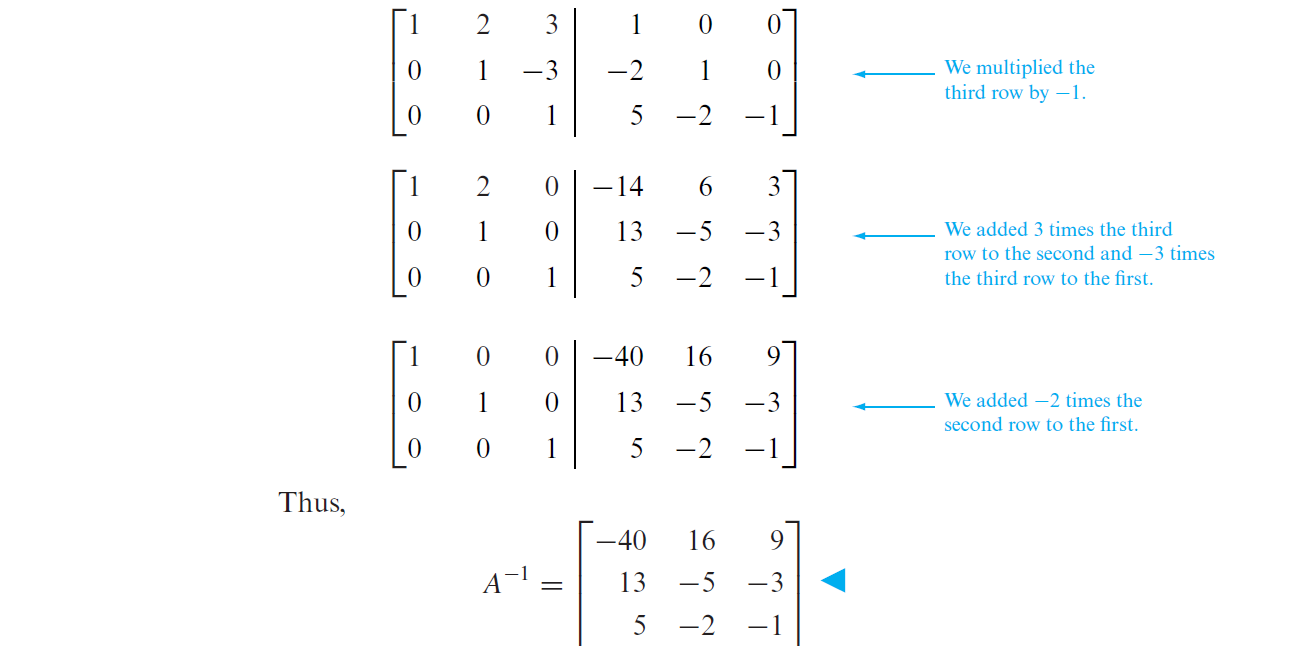 1 2 3 | 1 0 0
0 1 −3 | −2 1 0
0 0 1 | 5 −2 −1
We multiplied the
third row by −1.
1 2 0 | −14 6 3
0 1 0 | 13 −5 −3
0 0 1 | 5 −2 −1
We added 3 times the third
row to the second and −3 times
the third row to the first.
1 0 0 | −40 16 9
0 1 0 | 13 −5 −3
0 0 1 | 5 −2 −1
We added −2 times the
second row to the first.
Thus,
−40 16 9
A⁻¹ = 13 −5 −3
5 −2 −1